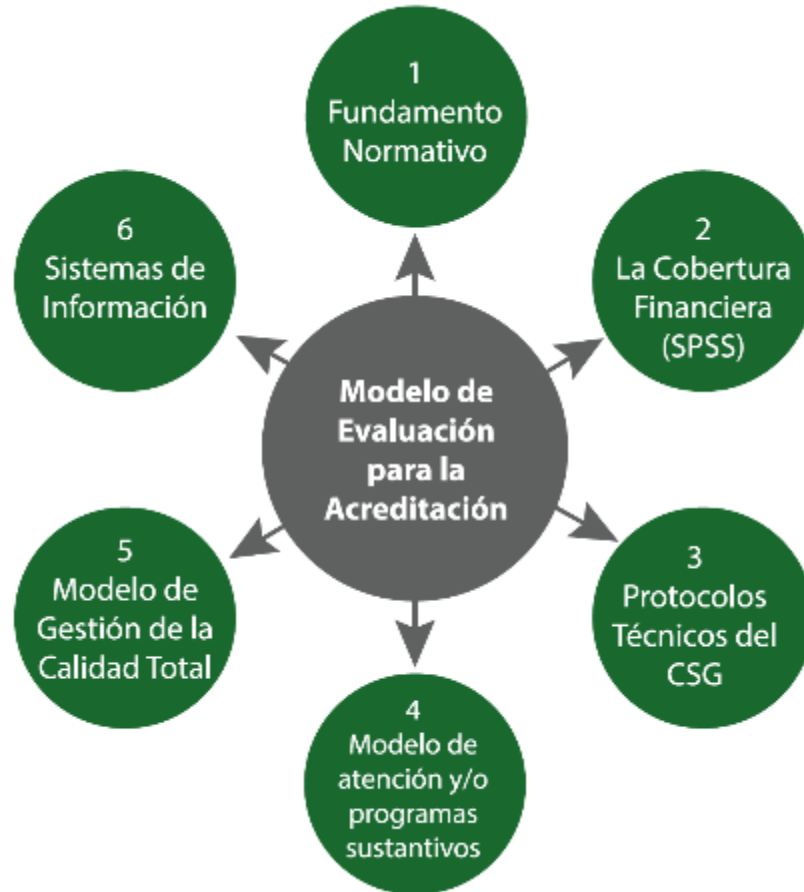 1
Fundamento
Normativo
2
La Cobertura
Financiera
(SPSS)
3
Protocolos
Técnicos del
CSG
4
Modelo de
atención y/o
programas
sustantivos
5
Modelo de
Gestión de la
Calidad Total
6
Sistemas de
Información
Modelo de
Evaluación
para la
Acreditación